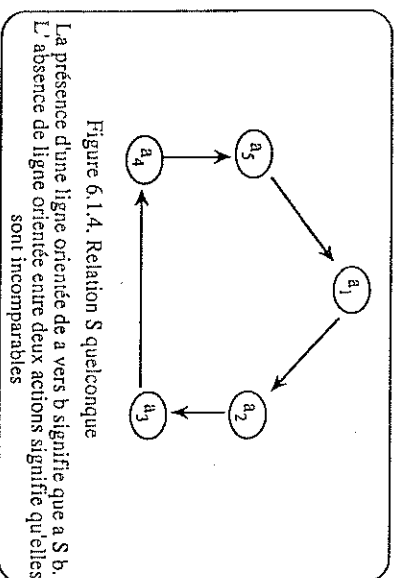 a₁
a₅
a₂
a₄
a₃
Figure 6.1.4. Relation S quelconque
La présence d'une ligne orientée de a vers b signifie que a S b.
L'absence de ligne orientée entre deux actions signifie qu'elles
sont incomparables